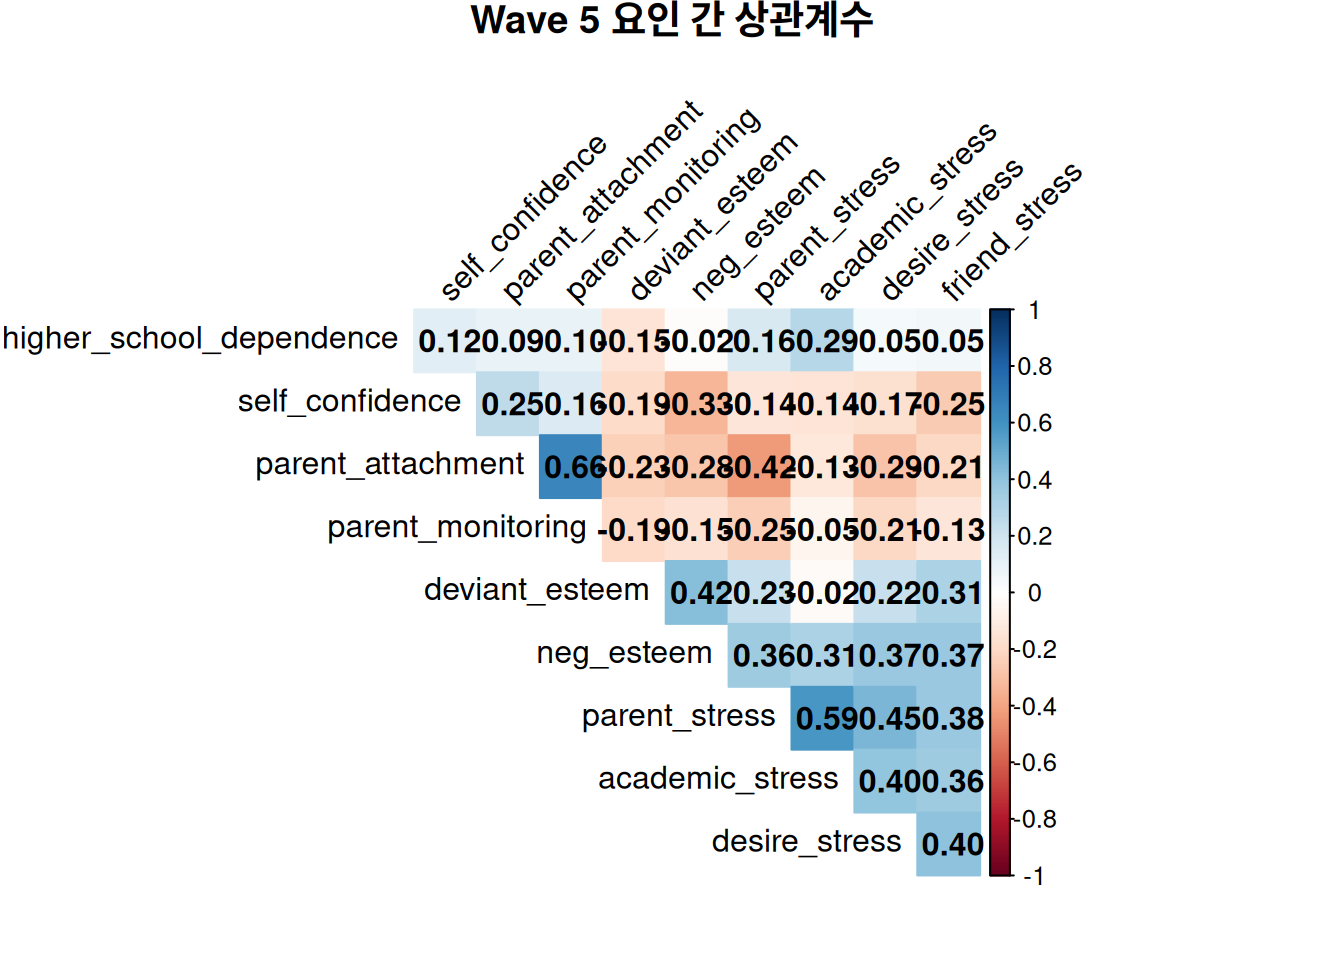 Wave 5 요인 간 상관계수
self_confidence
parent_attachment
parent_monitoring
deviant_esteem
neg_esteem
parent_stress
academic_stress
desire_stress
friend_stress
higher_school_dependence 0.12 0.09 0.10 -0.15 -0.02 0.16 0.29 0.05 0.05
self_confidence 0.25 0.16 -0.19 -0.33 -0.14 -0.14 -0.17 -0.25
parent_attachment 0.66 -0.23 -0.28 -0.42 -0.13 -0.29 -0.21
parent_monitoring -0.19 -0.15 -0.25 -0.05 -0.21 -0.13
deviant_esteem 0.42 0.23 -0.02 0.22 0.31
neg_esteem 0.36 0.31 0.37 0.37
parent_stress 0.59 0.45 0.38
academic_stress 0.40 0.36
desire_stress 0.40
1
0.8
0.6
0.4
0.2
0
-0.2
-0.4
-0.6
-0.8
-1